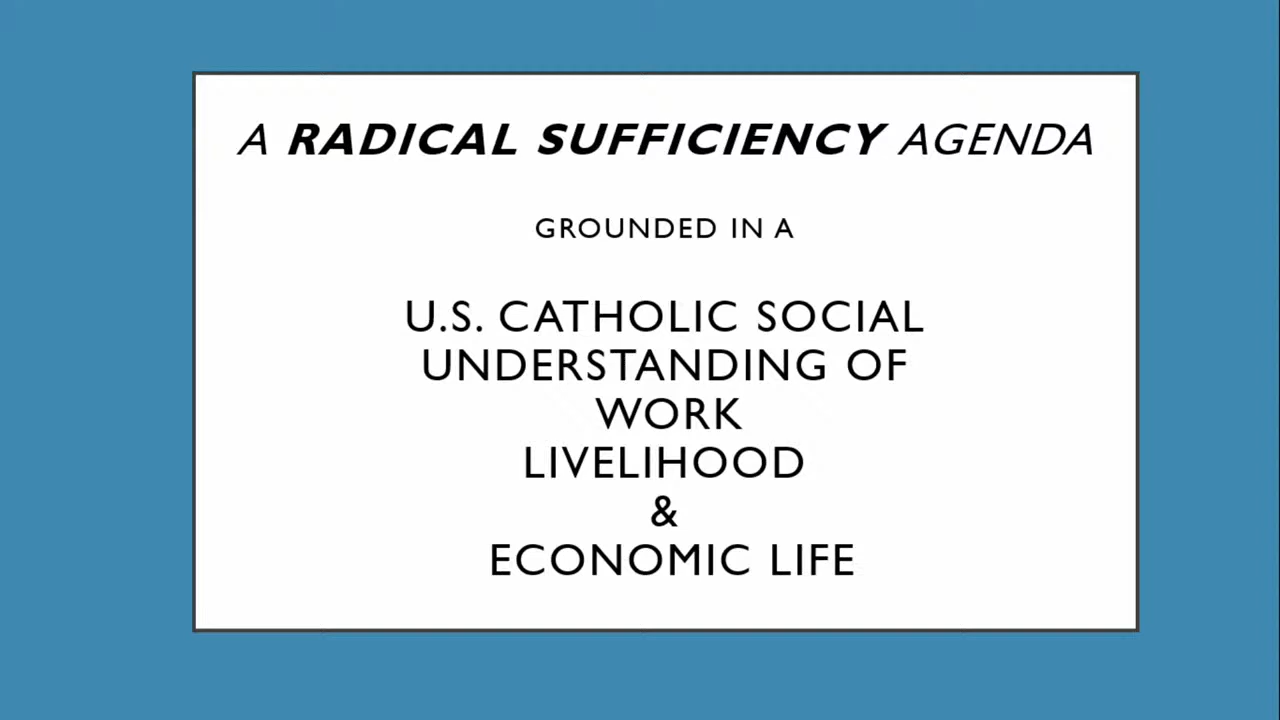 A RADICAL SUFFICIENCY AGENDA
GROUNDED IN A
U.S. CATHOLIC SOCIAL
UNDERSTANDING OF
WORK
LIVELIHOOD
&
ECONOMIC LIFE